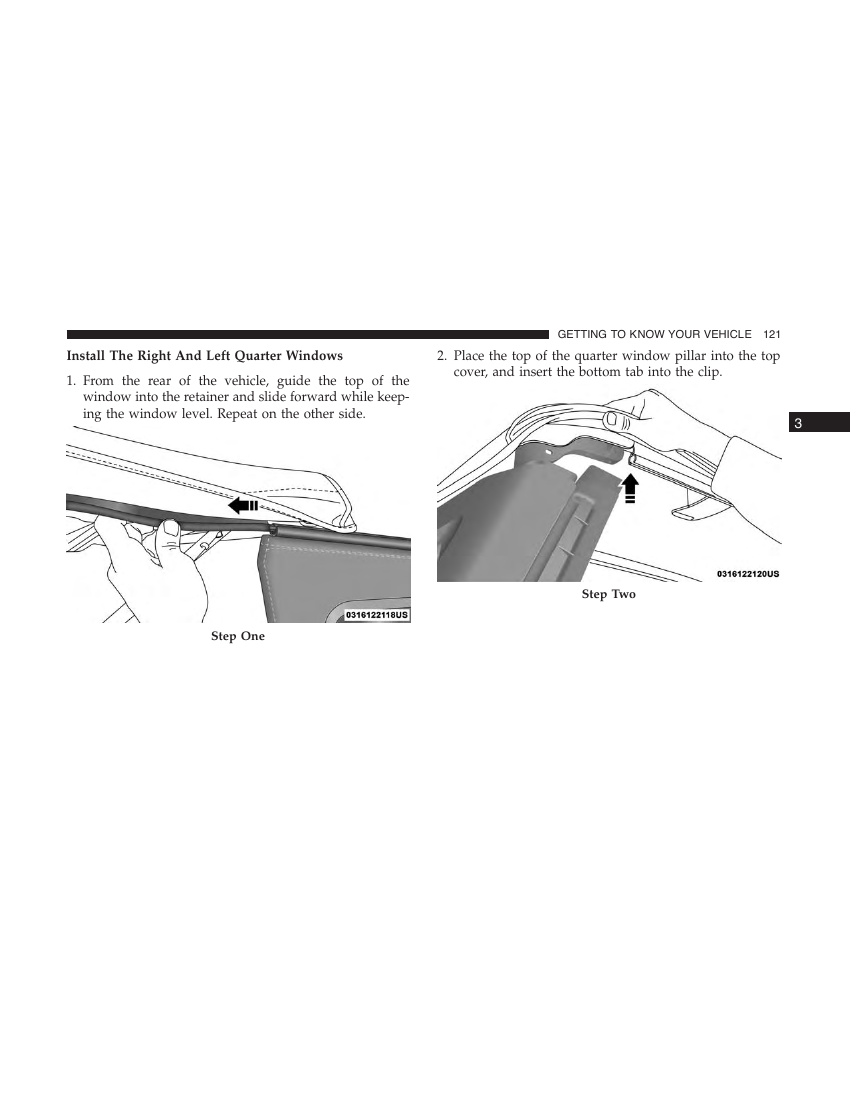 GETTING TO KNOW YOUR VEHICLE 121
Install The Right And Left Quarter Windows
1. From the rear of the vehicle, guide the top of the
window into the retainer and slide forward while keep-
ing the window level. Repeat on the other side.
0316122118US
Step One
2. Place the top of the quarter window pillar into the top
cover, and insert the bottom tab into the clip.
0316122120US
Step Two
3